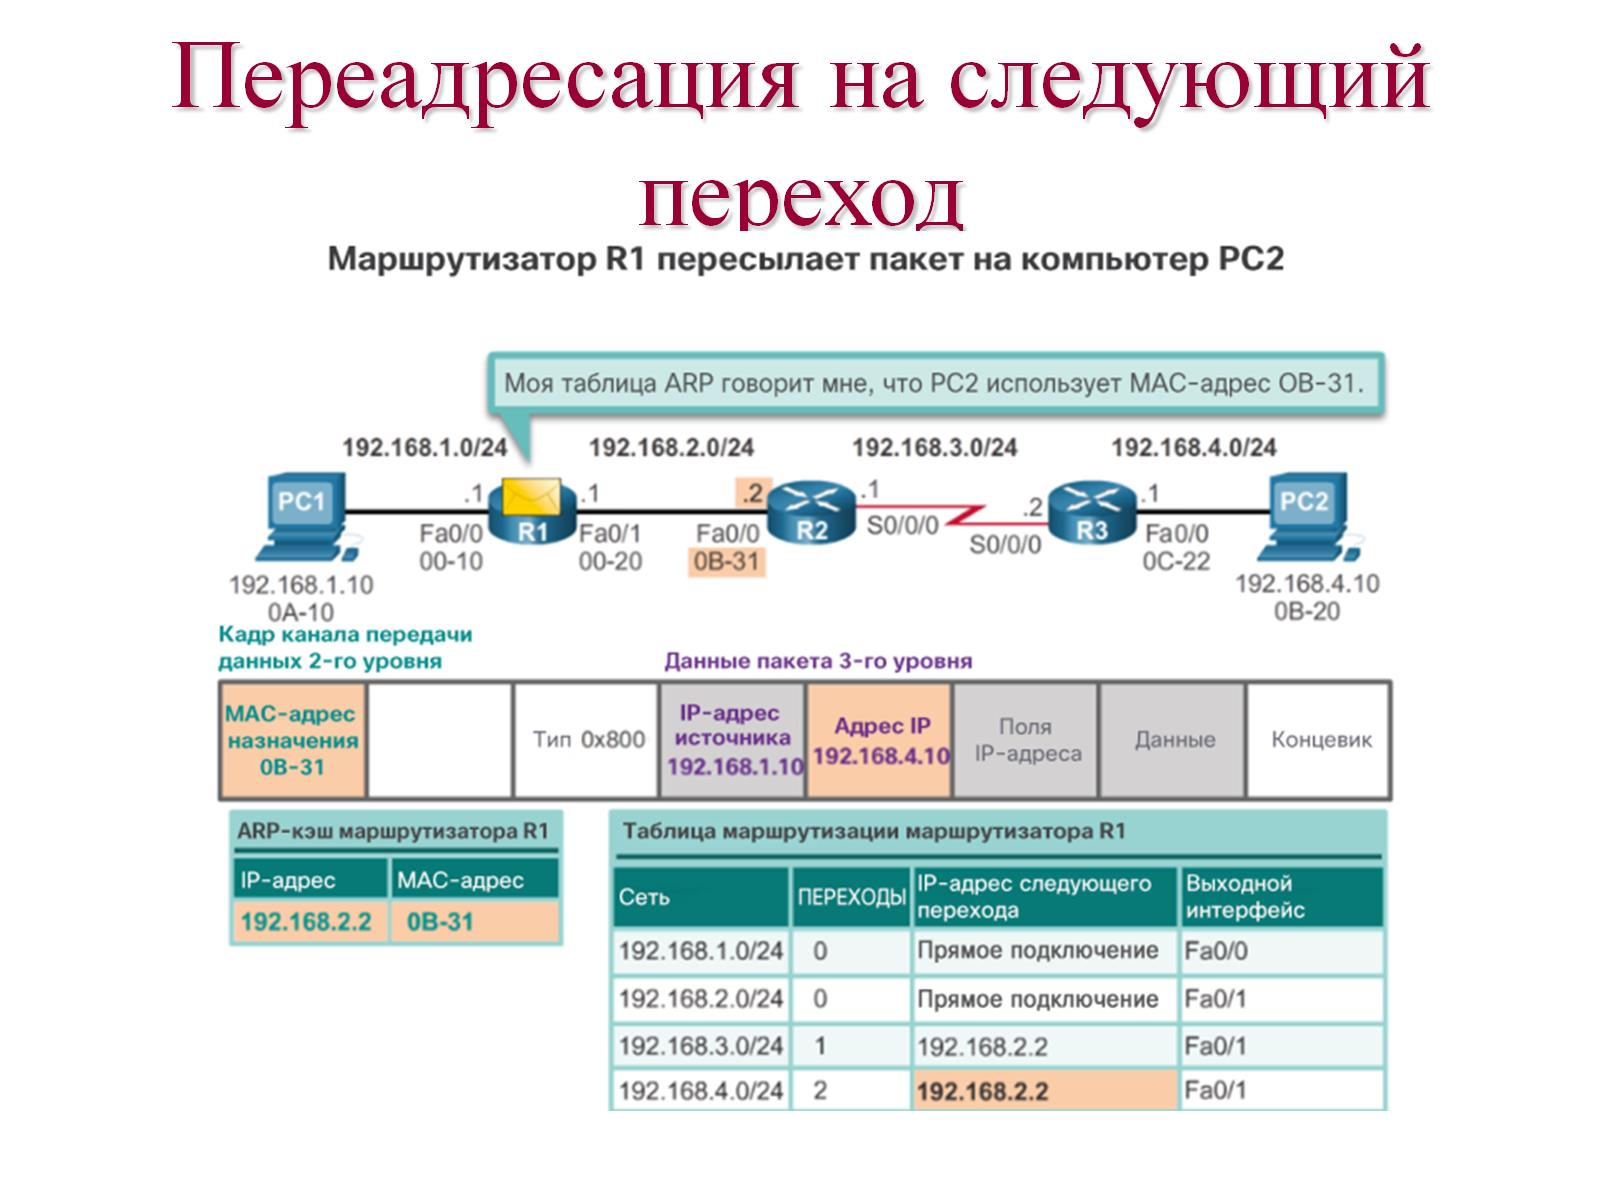 Переадресация на следующий
переход
Маршрутизатор R1 пересылает пакет на компьютер PC2
Моя таблица ARP говорит мне, что PC2 использует MAC-адрес OB-31.
192.168.1.0/24 192.168.2.0/24 192.168.3.0/24 192.168.4.0/24
PC1 .1 R1 .1 .2 R2 .1 .2 R3 .1 PC2
Fa0/0 Fa0/1 Fa0/0 S0/0/0 S0/0/0 Fa0/0
00-10 00-20 0B-31 0C-22
192.168.1.10 192.168.4.10
0A-10 0B-20
Кадр канала передачи
данных 2-го уровня
Данные пакета 3-го уровня
MAC-адрес
назначения
0B-31
Тип 0x800
IP-адрес
источника
192.168.1.10
Адрес IP
192.168.4.10
Поля
IP-адреса
Данные
Концевик
ARP-кэш маршрутизатора R1
IP-адрес MAC-адрес
192.168.2.2 0B-31
Таблица маршрутизации маршрутизатора R1
Сеть ПЕРЕХОДЫ IP-адрес следующего перехода Выходной интерфейс
192.168.1.0/24 0 Прямое подключение Fa0/0
192.168.2.0/24 0 Прямое подключение Fa0/1
192.168.3.0/24 1 192.168.2.2 Fa0/1
192.168.4.0/24 2 192.168.2.2 Fa0/1